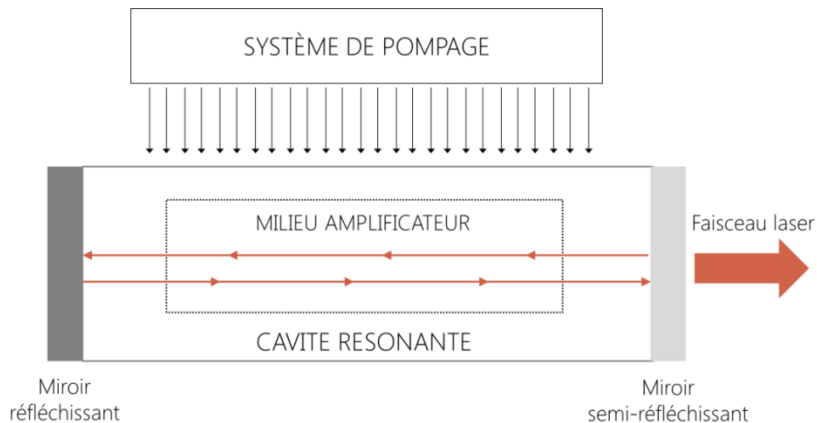 SYSTÈME DE POMPAGE
MILIEU AMPLIFICATEUR
Faisceau laser
CAVITE RESONANTE
Miroir
réfléchissant
Miroir
semi-réfléchissant